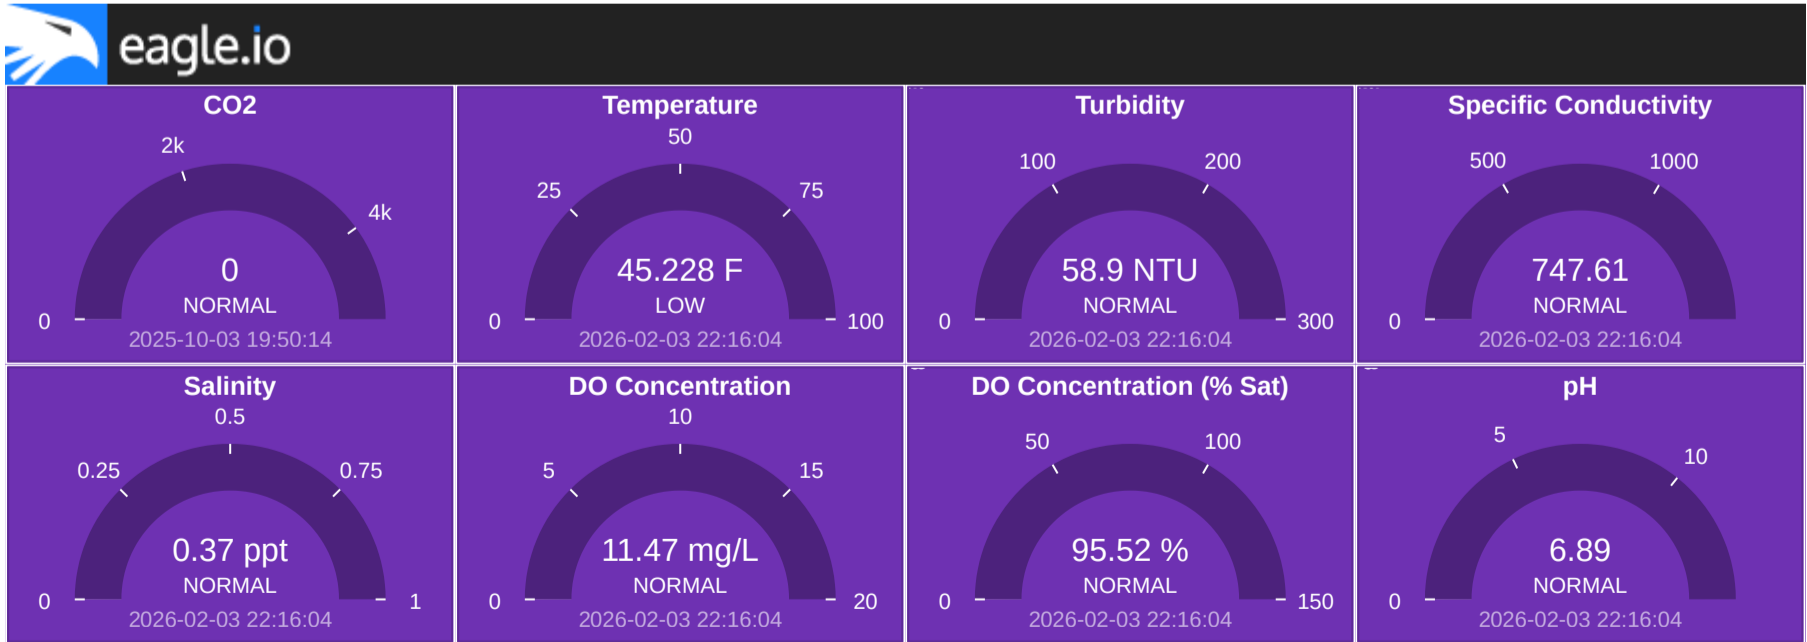 eagle.io
CO2
2k
4k
0
NORMAL
0
2025-10-03 19:50:14
Temperature
50
25
75
45.228 F
LOW
0
100
2026-02-03 22:16:04
Turbidity
100
200
58.9 NTU
NORMAL
0
300
2026-02-03 22:16:04
Specific Conductivity
500
1000
747.61
NORMAL
0
2026-02-03 22:16:04
Salinity
0.5
0.25
0.75
0.37 ppt
NORMAL
0
1
2026-02-03 22:16:04
DO Concentration
10
5
15
11.47 mg/L
NORMAL
0
20
2026-02-03 22:16:04
DO Concentration (% Sat)
50
100
95.52 %
NORMAL
0
150
2026-02-03 22:16:04
pH
5
10
6.89
NORMAL
0
2026-02-03 22:16:04